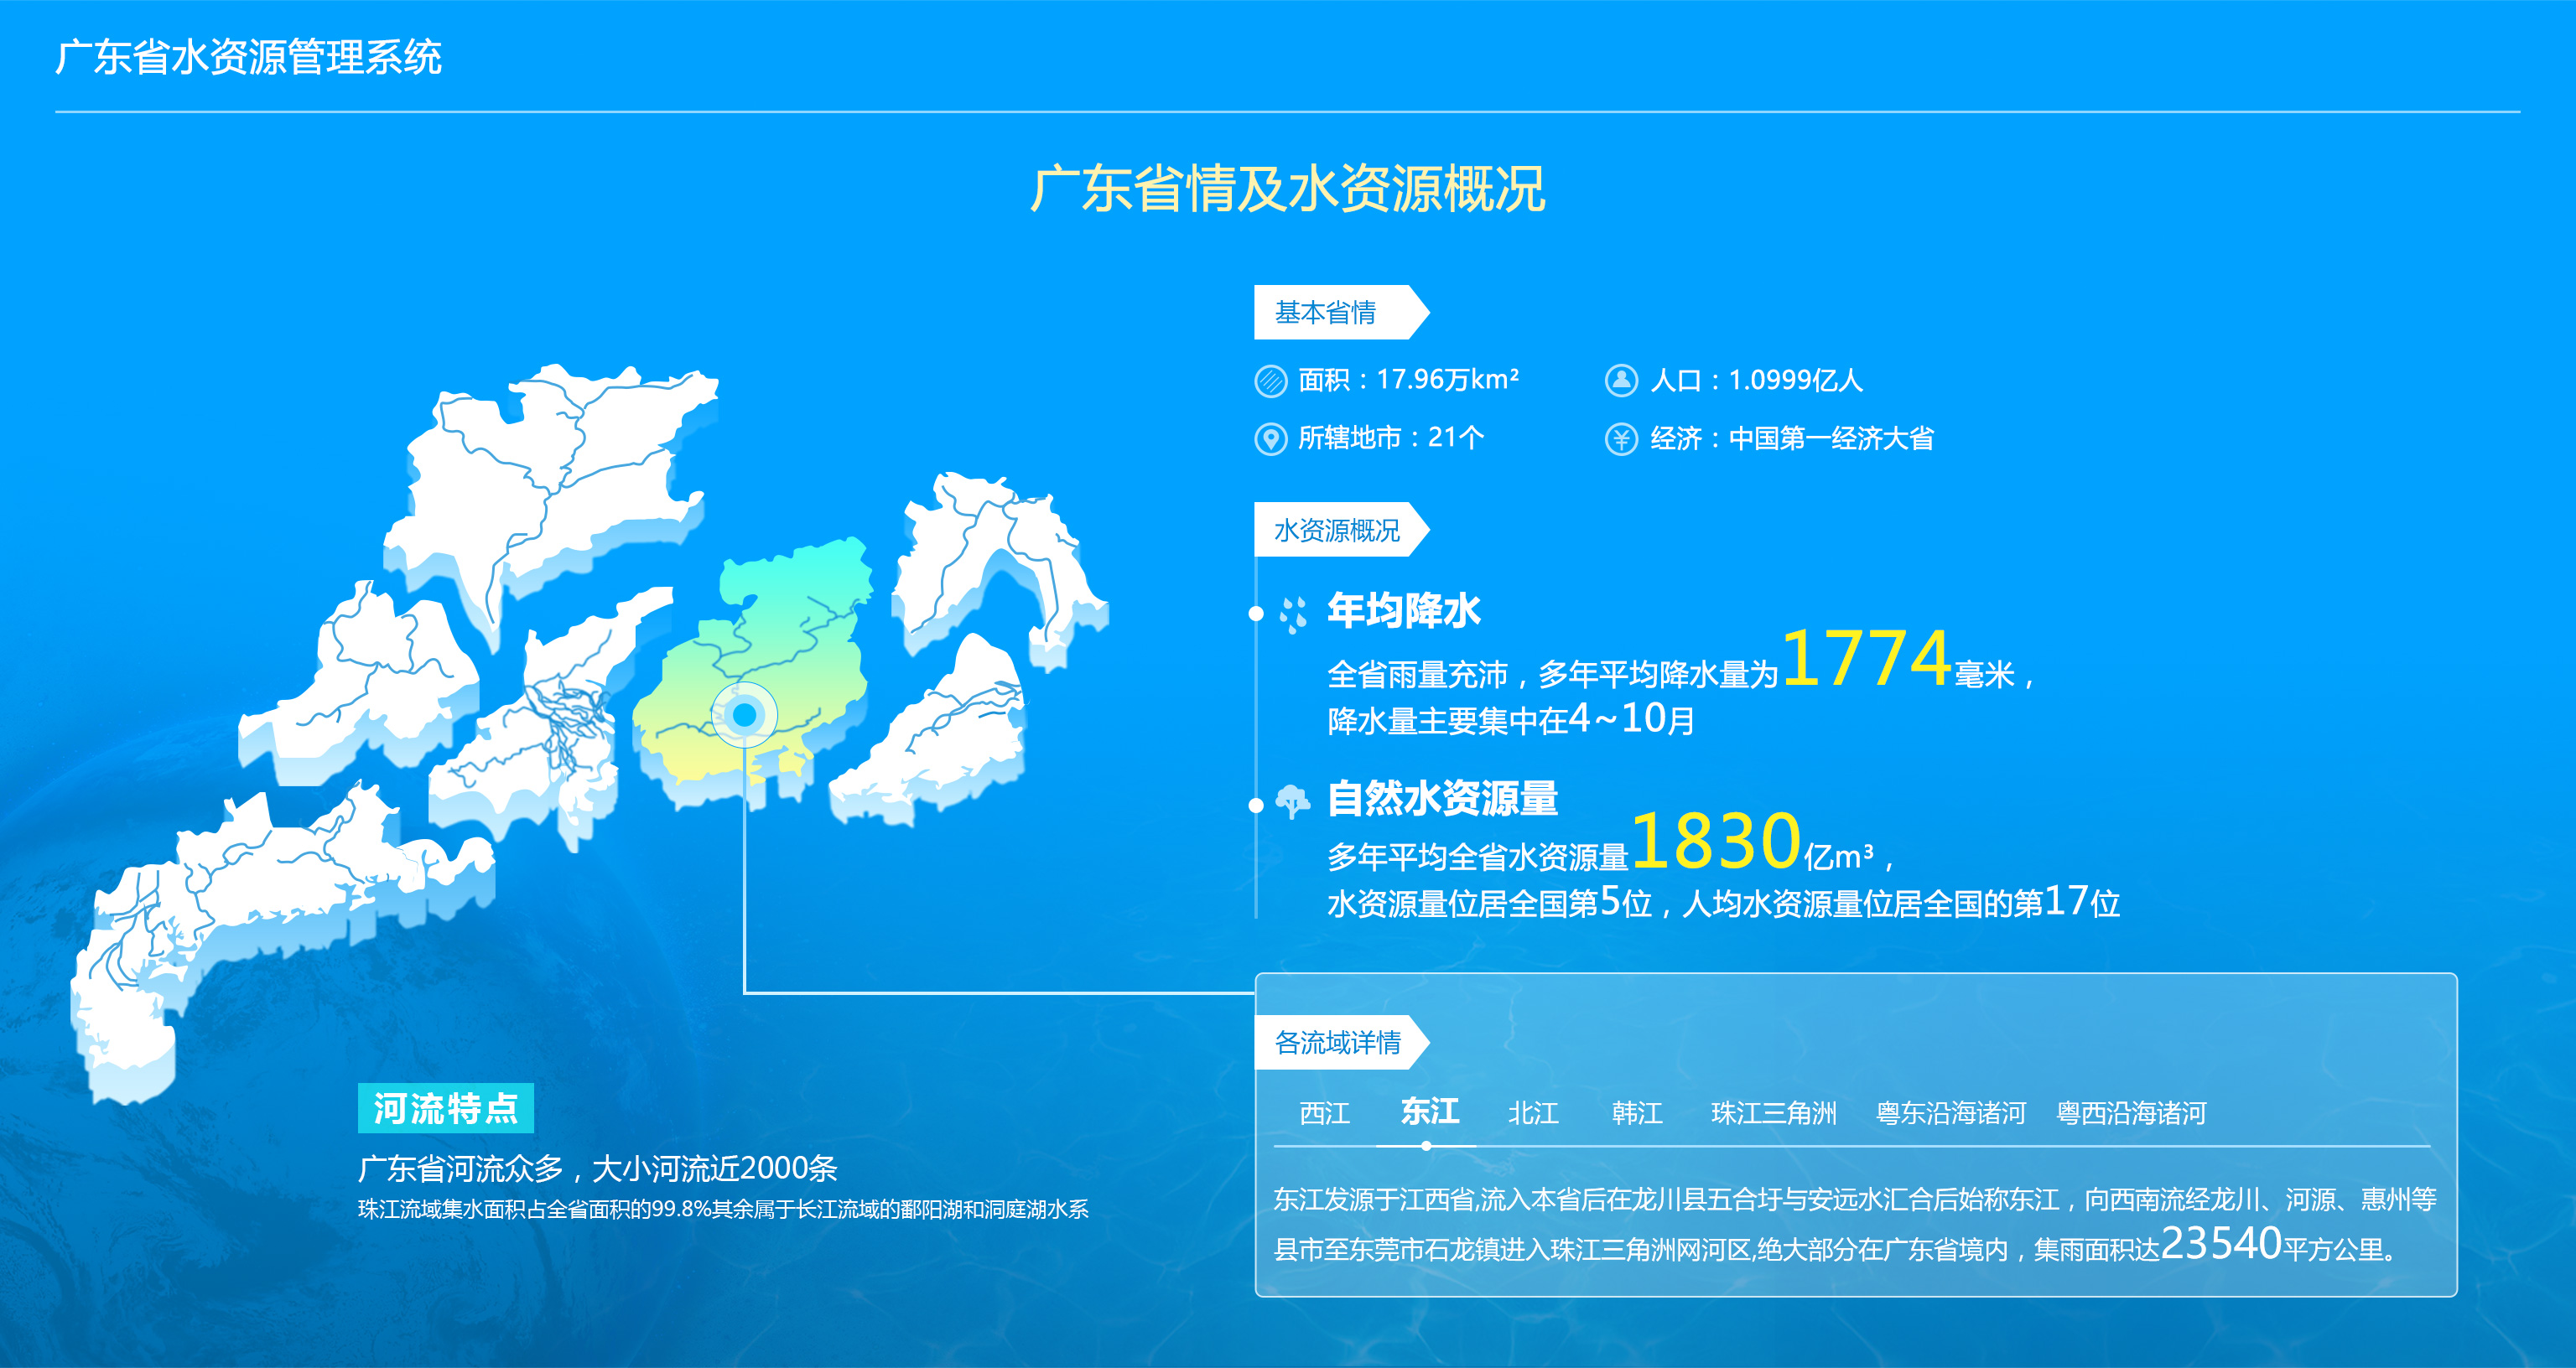 广东省水资源管理系统
广东省情及水资源概况
基本省情
面积：17.96万km²
人口：1.0999亿人
所辖地市：21个
经济：中国第一经济大省
水资源概况
年均降水
全省雨量充沛，多年平均降水量为1774毫米，
降水量主要集中在4~10月
自然水资源量
多年平均全省水资源量1830亿m³，
水资源量位居全国第5位，人均水资源量位居全国的第17位
各流域详情
西江 东江 北江 韩江 珠江三角洲 粤东沿海诸河 粤西沿海诸河
东江发源于江西省,流入本省后在龙川县五合圩与安远水汇合后始称东江，向西南流经龙川、河源、惠州等
县市至东莞市石龙镇进入珠江三角洲网河区,绝大部分在广东省境内，集雨面积达23540平方公里。
河流特点
广东省河流众多，大小河流近2000条
珠江流域集水面积占全省面积的99.8%其余属于长江流域的鄱阳湖和洞庭湖水系